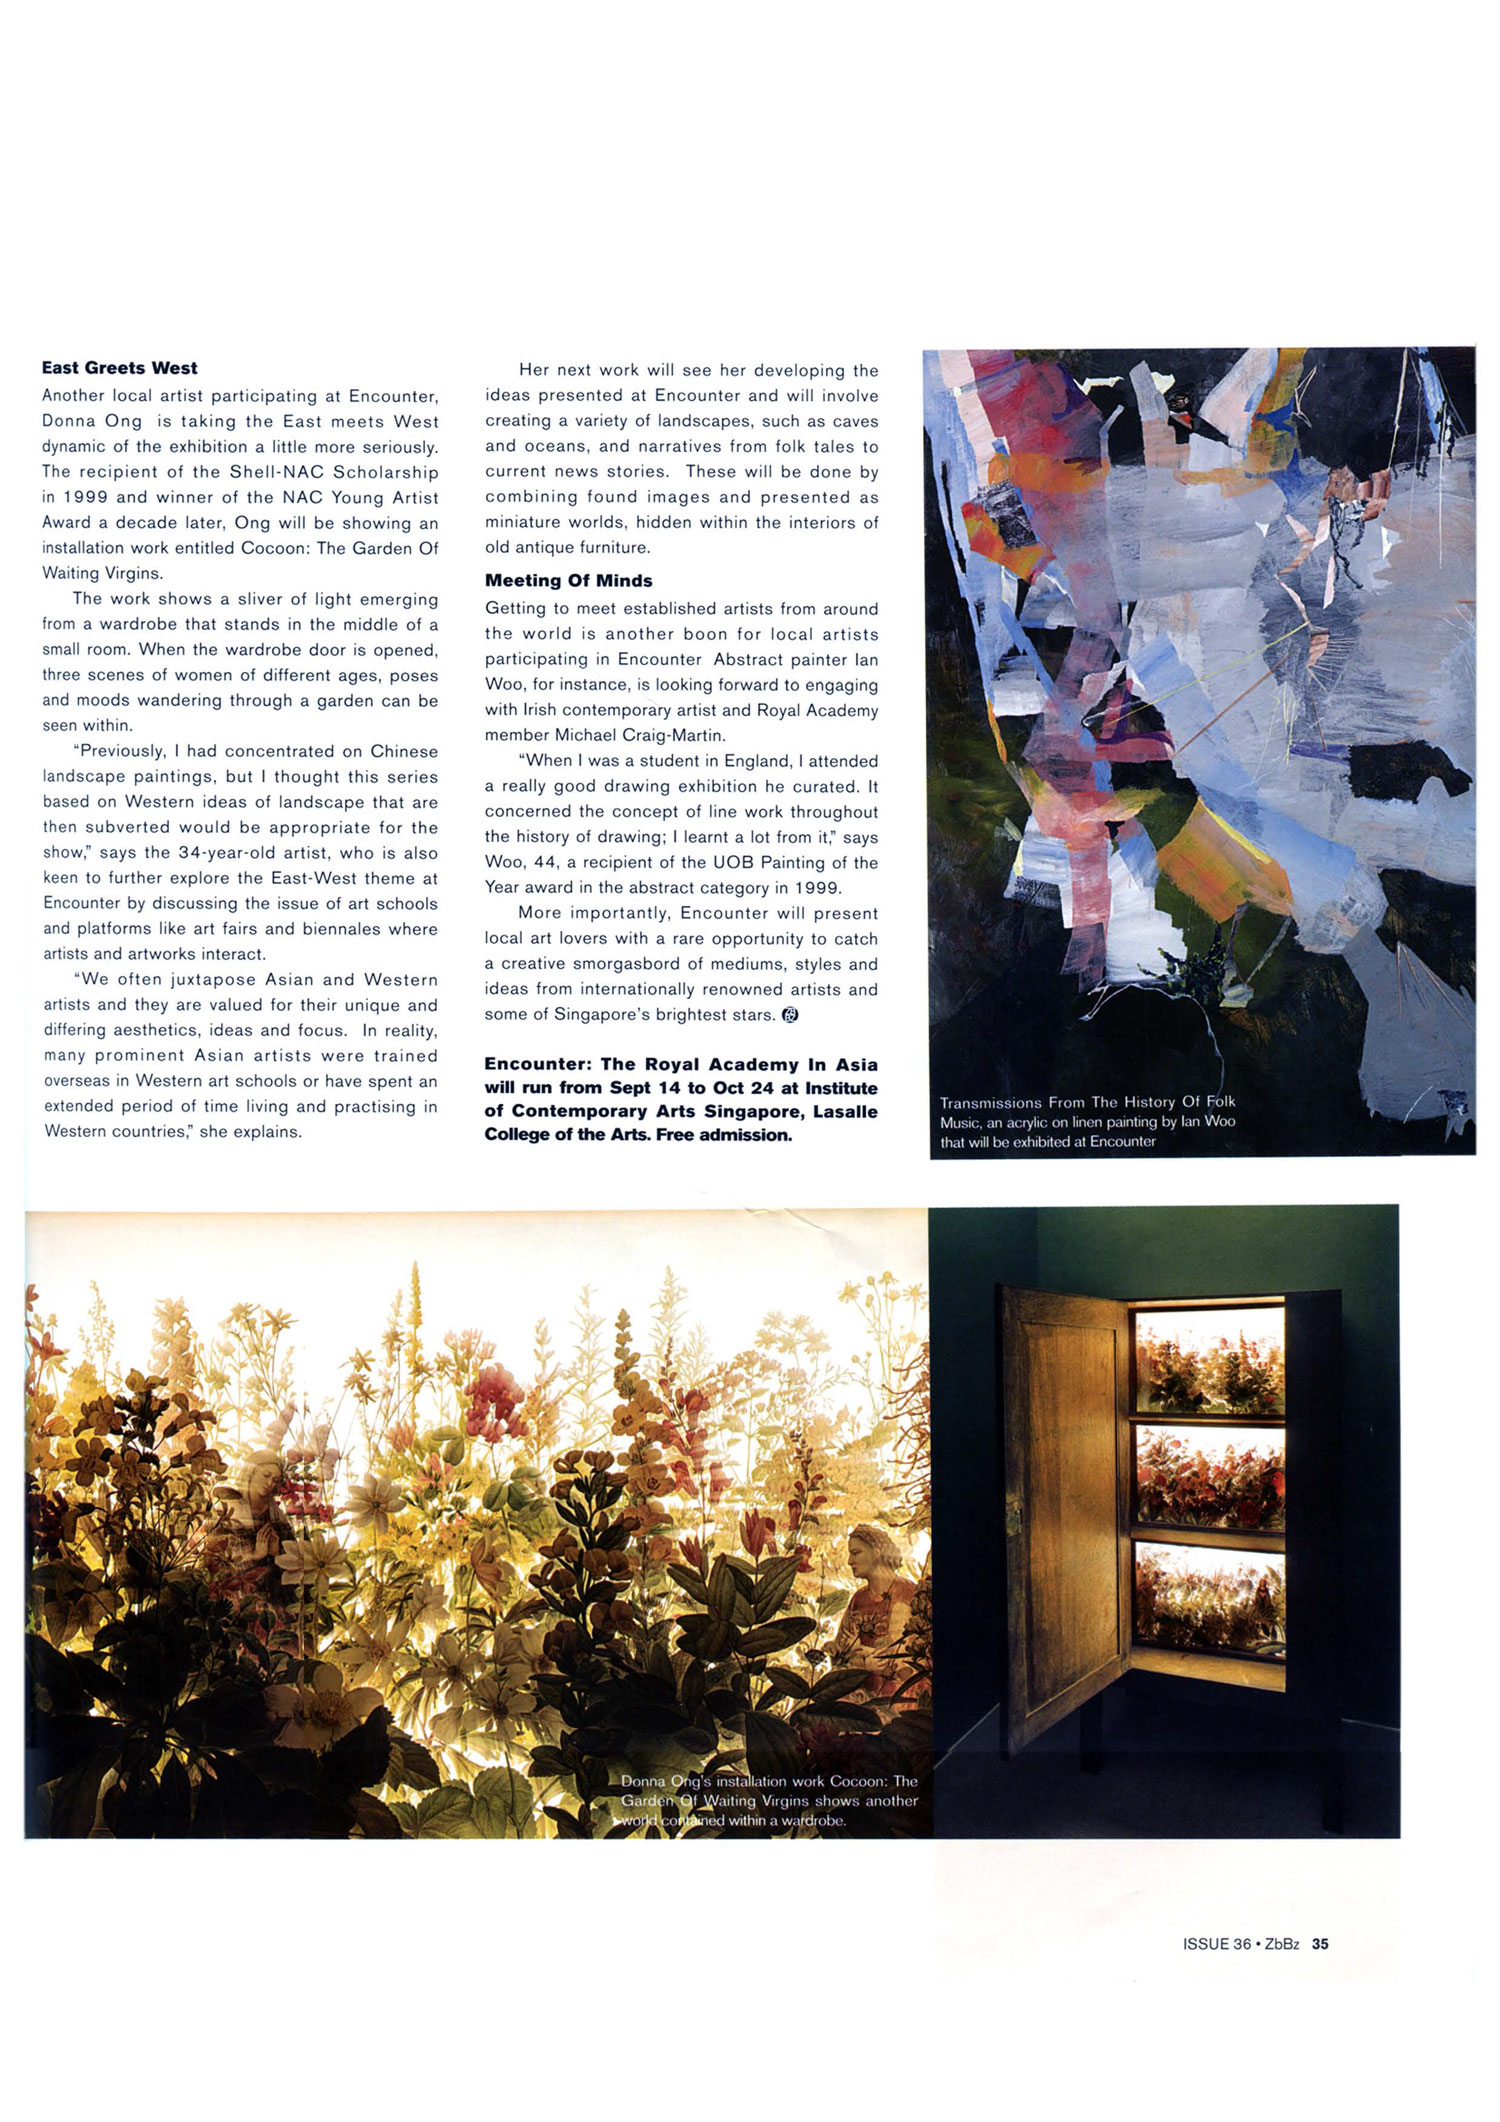 East Greets West
Another local artist participating at Encounter,
Donna Ong is taking the East meets West
dynamic of the exhibition a little more seriously.
The recipient of the Shell-NAC Scholarship
in 1999 and winner of the NAC Young Artist
Award a decade later, Ong will be showing an
installation work entitled Cocoon: The Garden Of
Waiting Virgins.
The work shows a sliver of light emerging
from a wardrobe that stands in the middle of a
small room. When the wardrobe door is opened,
three scenes of women of different ages, poses
and moods wandering through a garden can be
seen within.
“Previously, I had concentrated on Chinese
landscape paintings, but I thought this series
based on Western ideas of landscape that are
then subverted would be appropriate for the
show,” says the 34-year-old artist, who is also
keen to further explore the East-West theme at
Encounter by discussing the issue of art schools
and platforms like art fairs and biennales where
artists and artworks interact.
“We often juxtapose Asian and Western
artists and they are valued for their unique and
differing aesthetics, ideas and focus. In reality,
many prominent Asian artists were trained
overseas in Western art schools or have spent an
extended period of time living and practising in
Western countries,” she explains.
Her next work will see her developing the
ideas presented at Encounter and will involve
creating a variety of landscapes, such as caves
and oceans, and narratives from folk tales to
current news stories. These will be done by
combining found images and presented as
miniature worlds, hidden within the interiors of
old antique furniture.
Meeting Of Minds
Getting to meet established artists from around
the world is another boon for local artists
participating in Encounter Abstract painter Ian
Woo, for instance, is looking forward to engaging
with Irish contemporary artist and Royal Academy
member Michael Craig-Martin.
“When I was a student in England, I attended
a really good drawing exhibition he curated. It
concerned the concept of line work throughout
the history of drawing; I learnt a lot from it,” says
Woo, 44, a recipient of the UOB Painting of the
Year award in the abstract category in 1999.
More importantly, Encounter will present
local art lovers with a rare opportunity to catch
a creative smorgasbord of mediums, styles and
ideas from internationally renowned artists and
some of Singapore’s brightest stars.
Encounter: The Royal Academy In Asia
will run from Sept 14 to Oct 24 at Institute
of Contemporary Arts Singapore, Lasalle
College of the Arts. Free admission.
Transmissions From The History Of Folk
Music, an acrylic on linen painting by Ian Woo
that will be exhibited at Encounter
Donna Ong’s installation work Cocoon: The
Garden Of Waiting Virgins shows another
world contained within a wardrobe.
ISSUE 36 • ZbBz 35